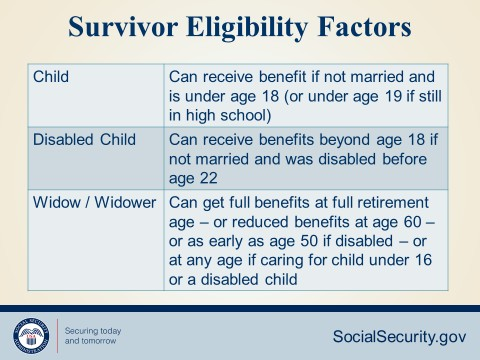 Survivor Eligibility Factors
Child
Can receive benefit if not married and
is under age 18 (or under age 19 if still
in high school)
Disabled Child
Can receive benefits beyond age 18 if
not married and was disabled before
age 22
Widow / Widower
Can get full benefits at full retirement
age – or reduced benefits at age 60 –
or as early as age 50 if disabled – or
at any age if caring for child under 16
or a disabled child
Securing today
and tomorrow
SocialSecurity.gov